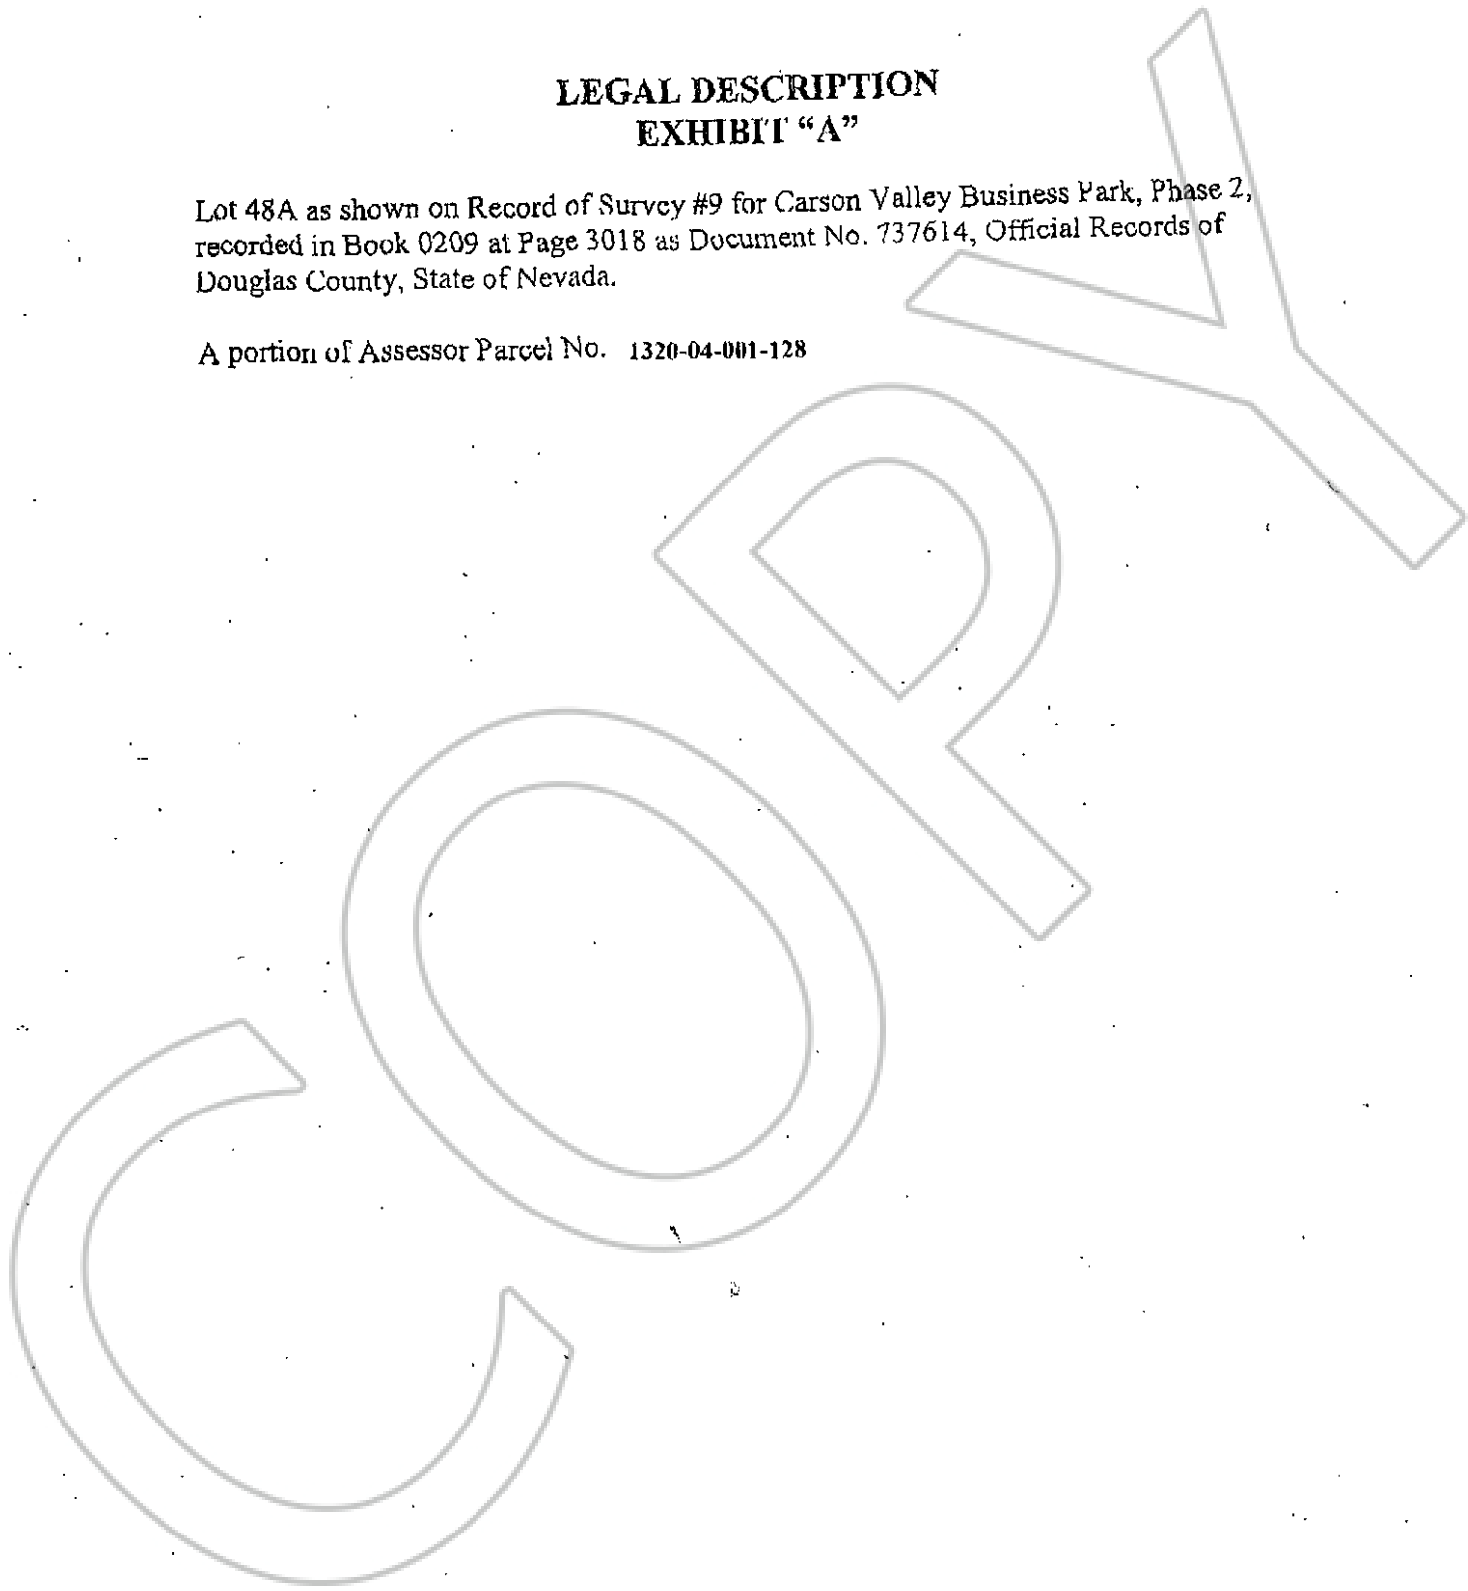 LEGAL DESCRIPTION
EXHIBIT “A”
Lot 48A as shown on Record of Survey #9 for Carson Valley Business Park, Phase 2,
recorded in Book 0209 at Page 3018 as Document No. 737614, Official Records of
Douglas County, State of Nevada.
A portion of Assessor Parcel No. 1320-04-001-128
COPY